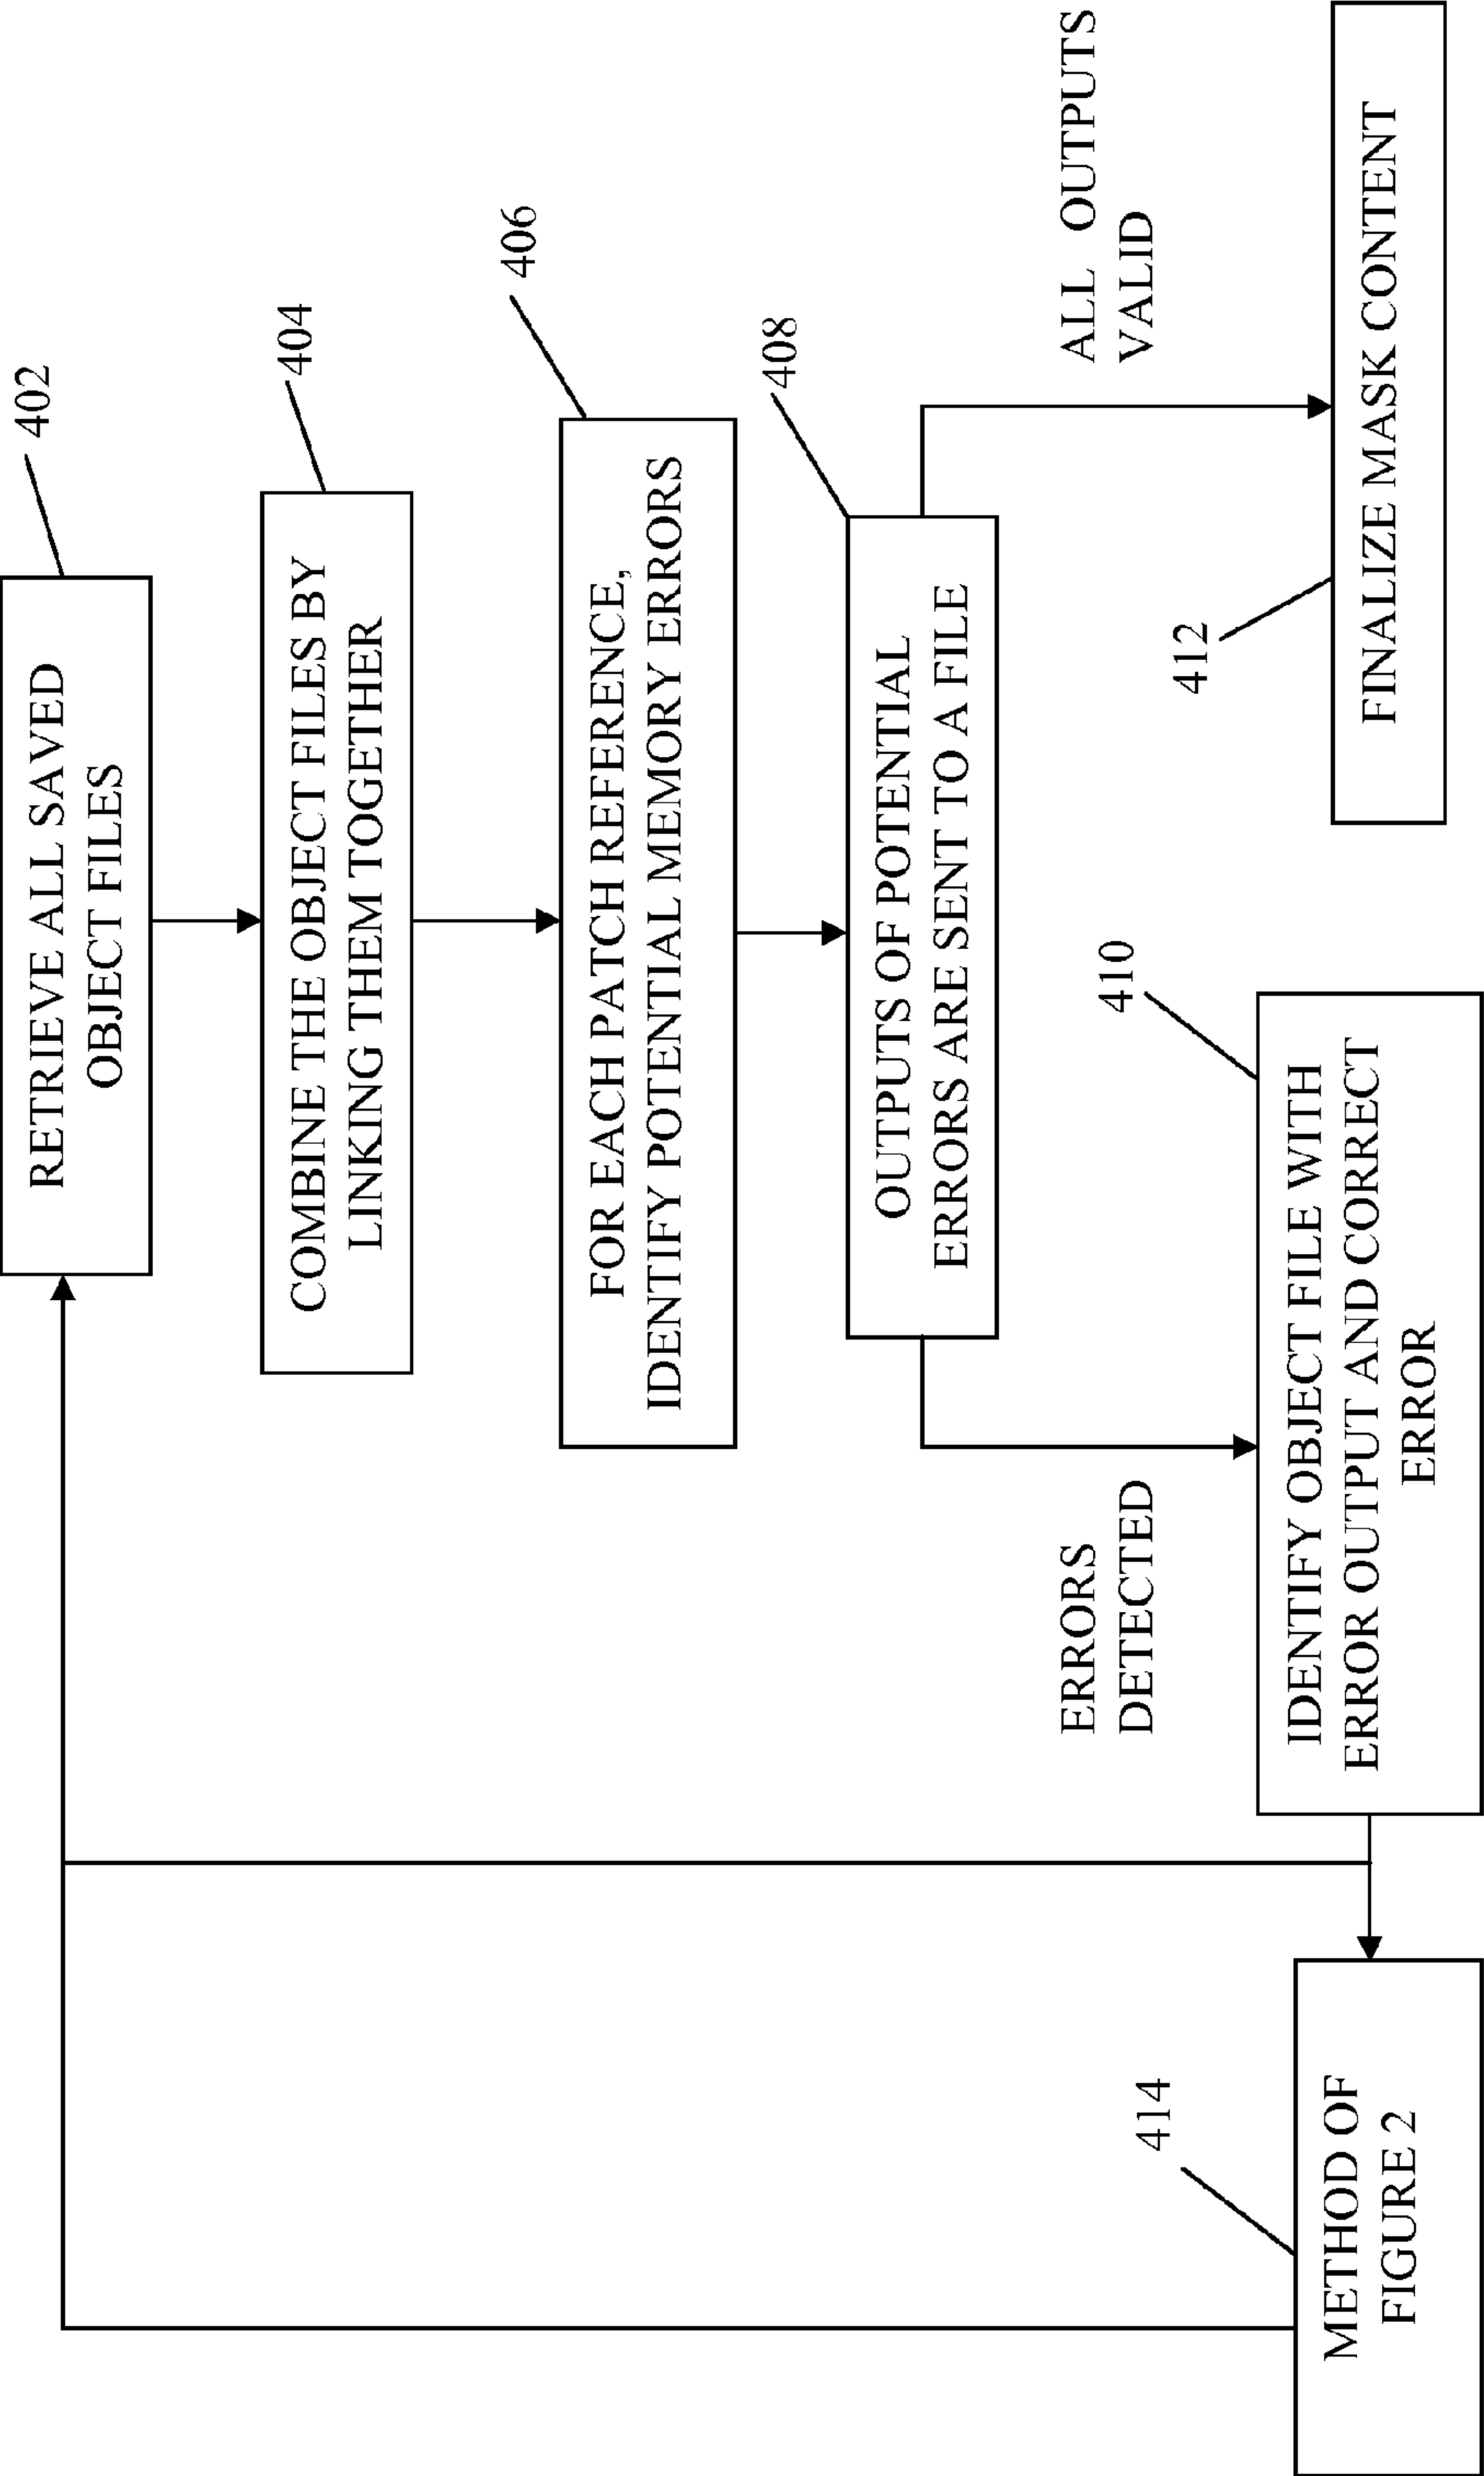 RETRIEVE ALL SAVED
OBJECT FILES
402
COMBINE THE OBJECT FILES BY
LINKING THEM TOGETHER
404
FOR EACH PATCH REFERENCE,
IDENTIFY POTENTIAL MEMORY ERRORS
406
OUTPUTS OF POTENTIAL
ERRORS ARE SENT TO A FILE
408
ERRORS
DETECTED
ALL OUTPUTS
VALID
414
METHOD OF
FIGURE 2
410
IDENTIFY OBJECT FILE WITH
ERROR OUTPUT AND CORRECT
ERROR
412
FINALIZE MASK CONTENT